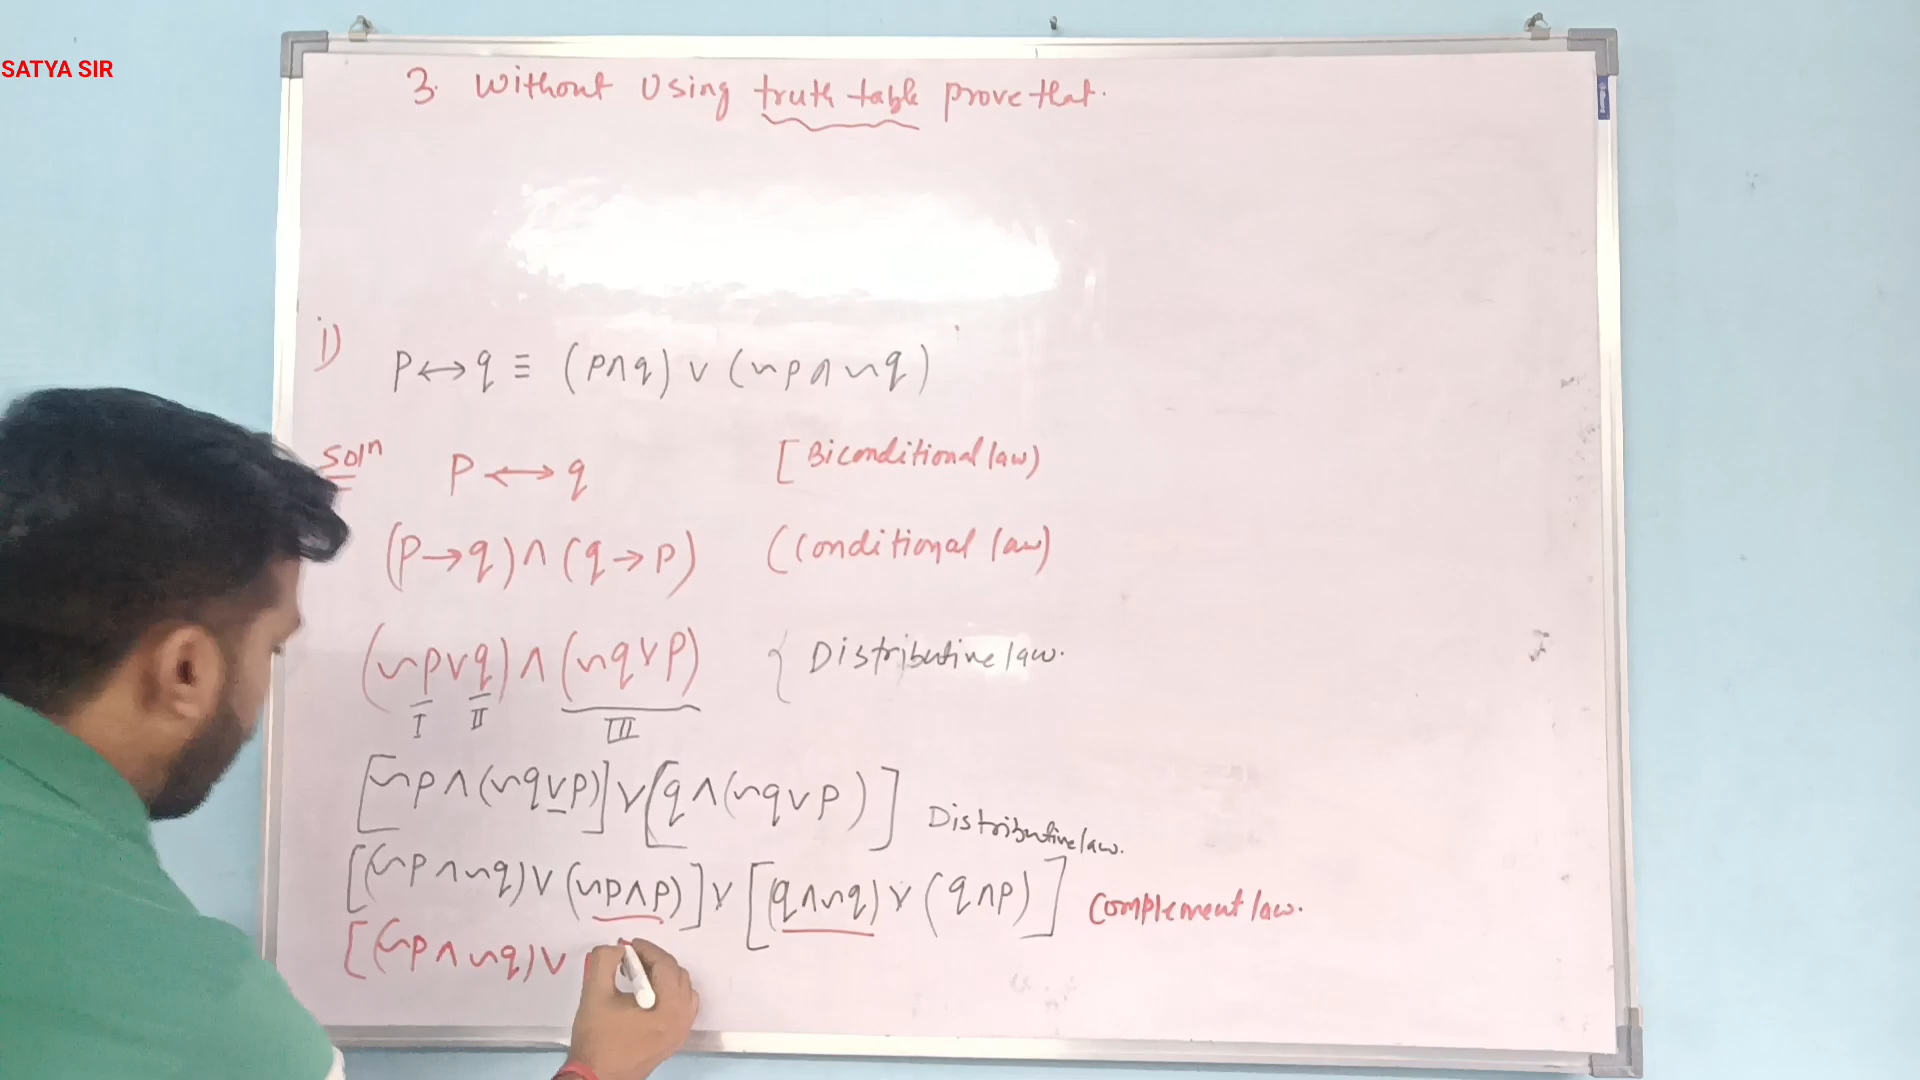 SATYA SIR
3. Without Using truth table prove that.
i) p↔q ≡ (p∧q) ∨ (~p∧~q)
Solⁿ p↔q [Biconditional law)
(p→q)∧(q→p) (Conditional law)
(~p∨q)∧(~q∨p) { Distributive law.
I II III
[~p∧(~q∨p)]∨[q∧(~q∨p)] Distributive law.
[(~p∧~q)∨(~p∧p)]∨[(q∧~q)∨(q∧p)] Complement law.
[(~p∧~q)∨